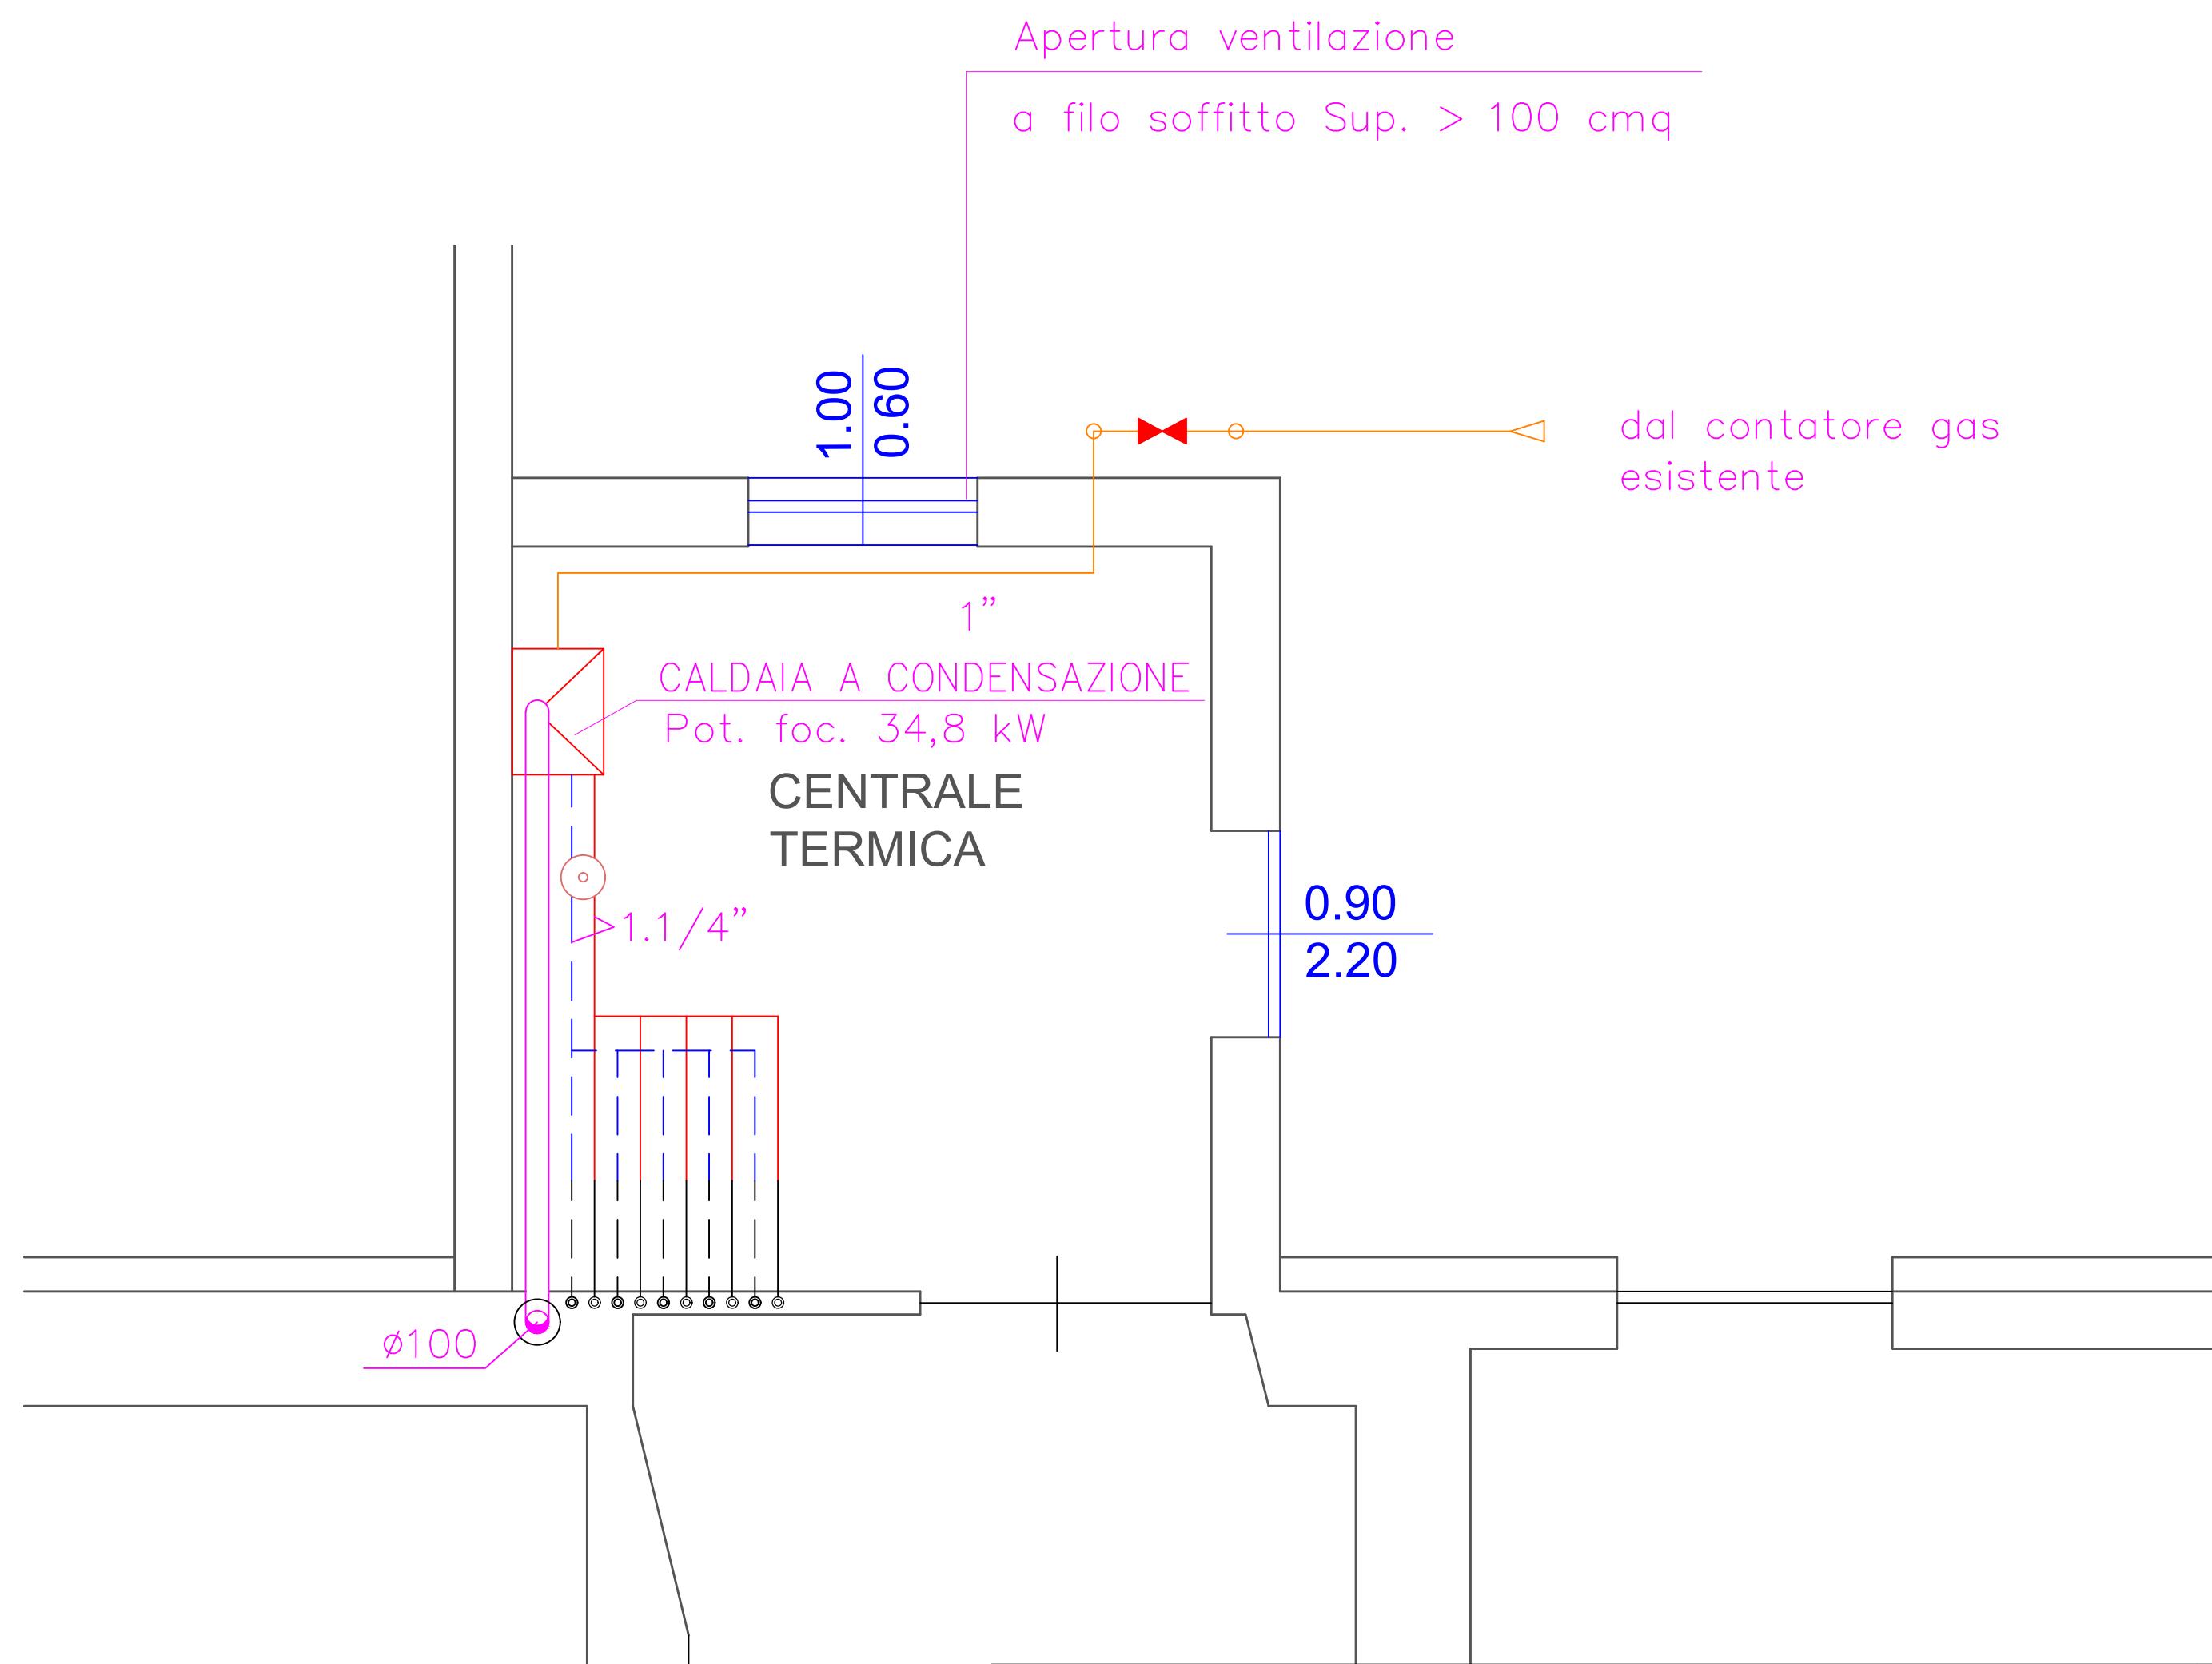 Apertura ventilazione
a filo soffitto Sup. > 100 cmq
1.00
0.60
dal contatore gas
esistente
1"
CALDAIA A CONDENSAZIONE
Pot. foc. 34,8 kW
CENTRALE
TERMICA
0.90
2.20
1.1/4"
ø100